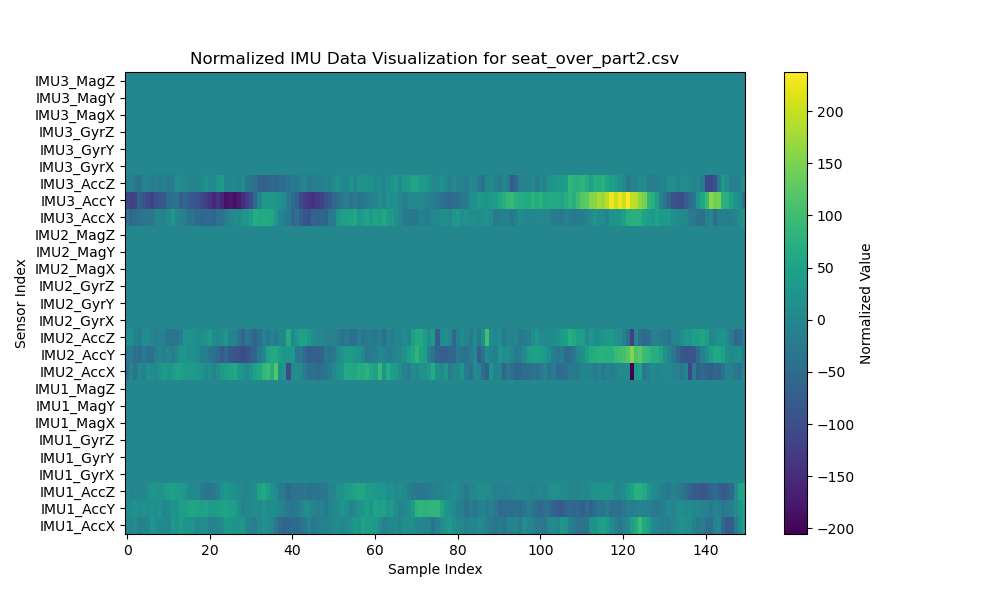 Normalized IMU Data Visualization for seat_over_part2.csv
IMU3_MagZ
IMU3_MagY
IMU3_MagX
IMU3_GyrZ
IMU3_GyrY
IMU3_GyrX
IMU3_AccZ
IMU3_AccY
IMU3_AccX
IMU2_MagZ
IMU2_MagY
IMU2_MagX
IMU2_GyrZ
IMU2_GyrY
IMU2_GyrX
IMU2_AccZ
IMU2_AccY
IMU2_AccX
IMU1_MagZ
IMU1_MagY
IMU1_MagX
IMU1_GyrZ
IMU1_GyrY
IMU1_GyrX
IMU1_AccZ
IMU1_AccY
IMU1_AccX
Sensor Index
0 20 40 60 80 100 120 140
Sample Index
200
150
100
50
0
−50
−100
−150
−200
Normalized Value